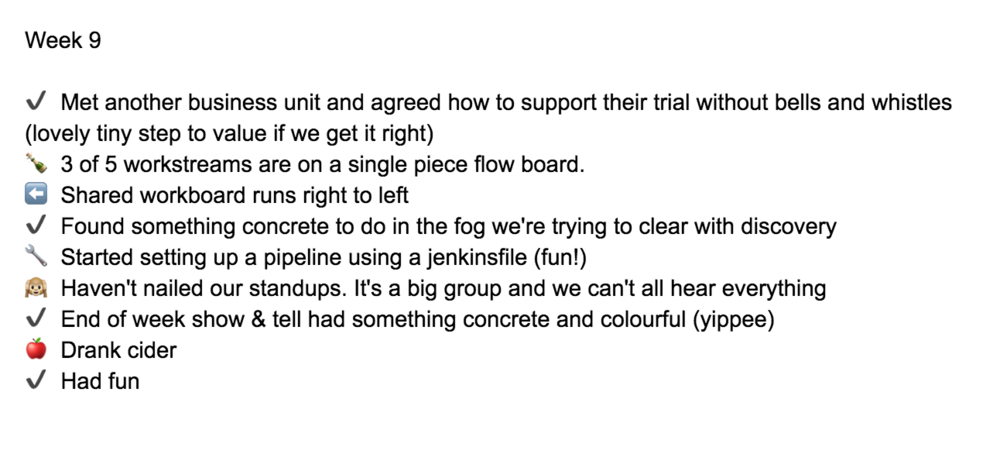 Week 9
✔ Met another business unit and agreed how to support their trial without bells and whistles
(lovely tiny step to value if we get it right)
🍾 3 of 5 workstreams are on a single piece flow board.
⬅️ Shared workboard runs right to left
✔ Found something concrete to do in the fog we're trying to clear with discovery
🔧 Started setting up a pipeline using a jenkinsfile (fun!)
🙉 Haven't nailed our standups. It's a big group and we can't all hear everything
✔ End of week show & tell had something concrete and colourful (yippee)
🍎 Drank cider
✔ Had fun